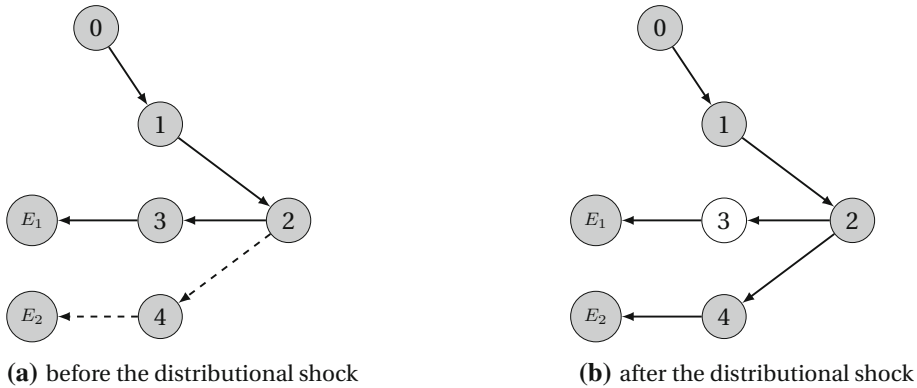 0
1
E₁
3
2
E₂
4
(a) before the distributional shock
0
1
E₁
3
2
E₂
4
(b) after the distributional shock